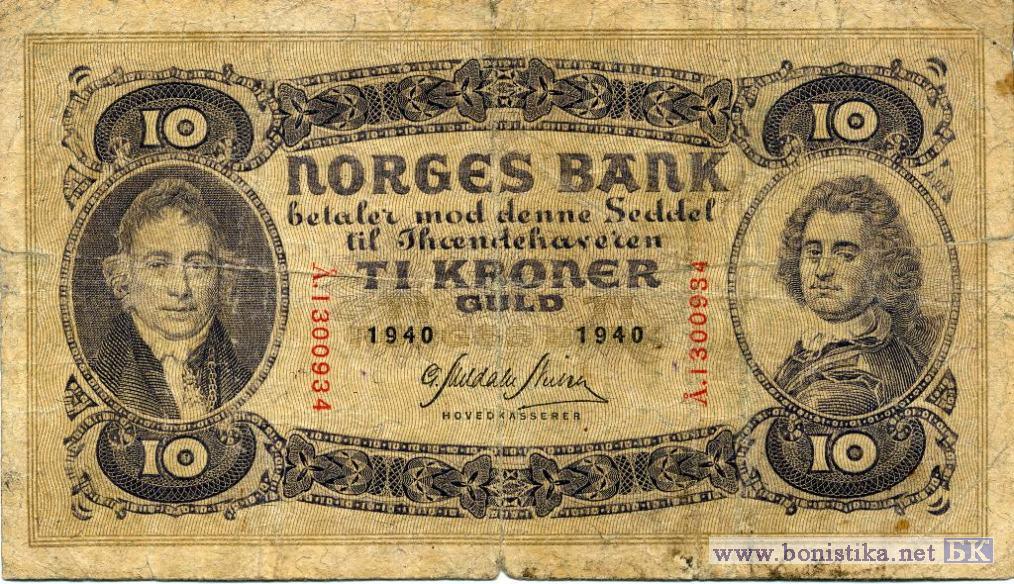 10 10
NORGES BANK
betaler mod denne Seddel
til Ihændehaveren
TI KRONER
GULD
Å.1300934 Å.1300934
1940 1940
HOVEDKASSERER
10 10
www.bonistika.net БК